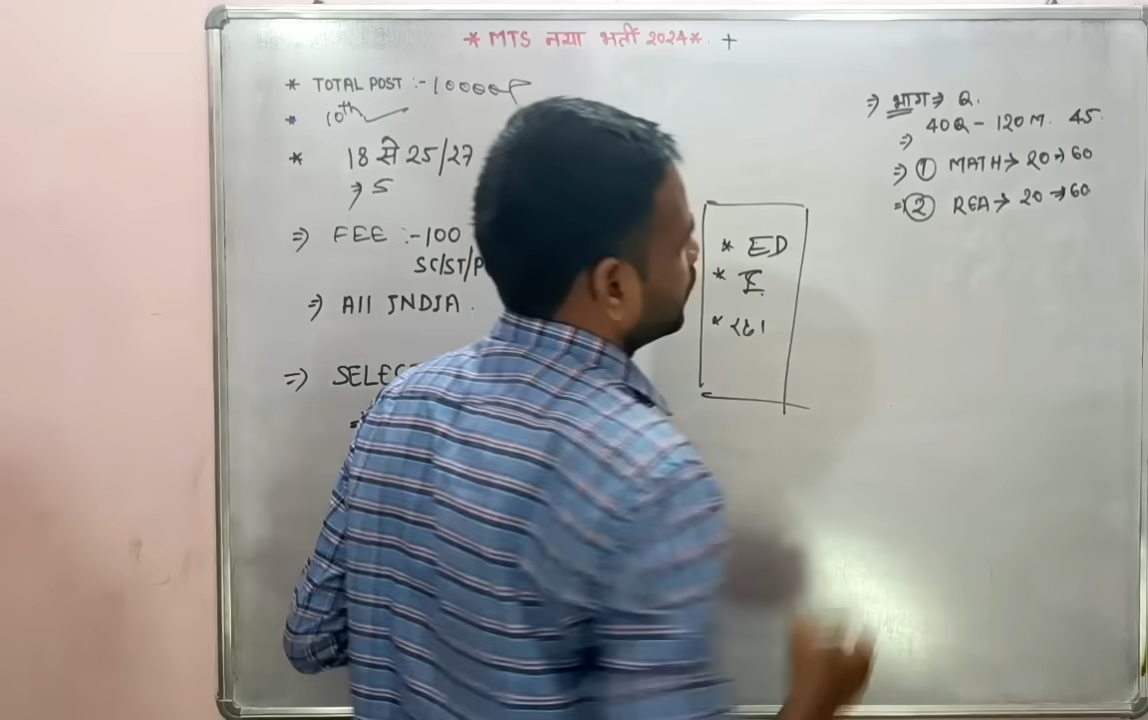 * MTS नया भर्ती 2024*. +
* TOTAL POST :- 10000+
* 10th
* 18 से 25/27
⇒ 5
⇒ FEE :- 100
SC/ST/P
⇒ All INDIA.
⇒ SELEC
* ED
* E.
⇒ भाग ⇒ 2.
⇒ 40Q - 120 M. 45.
⇒ ① MATH → 20 → 60
⇒ ② REA → 20 → 60